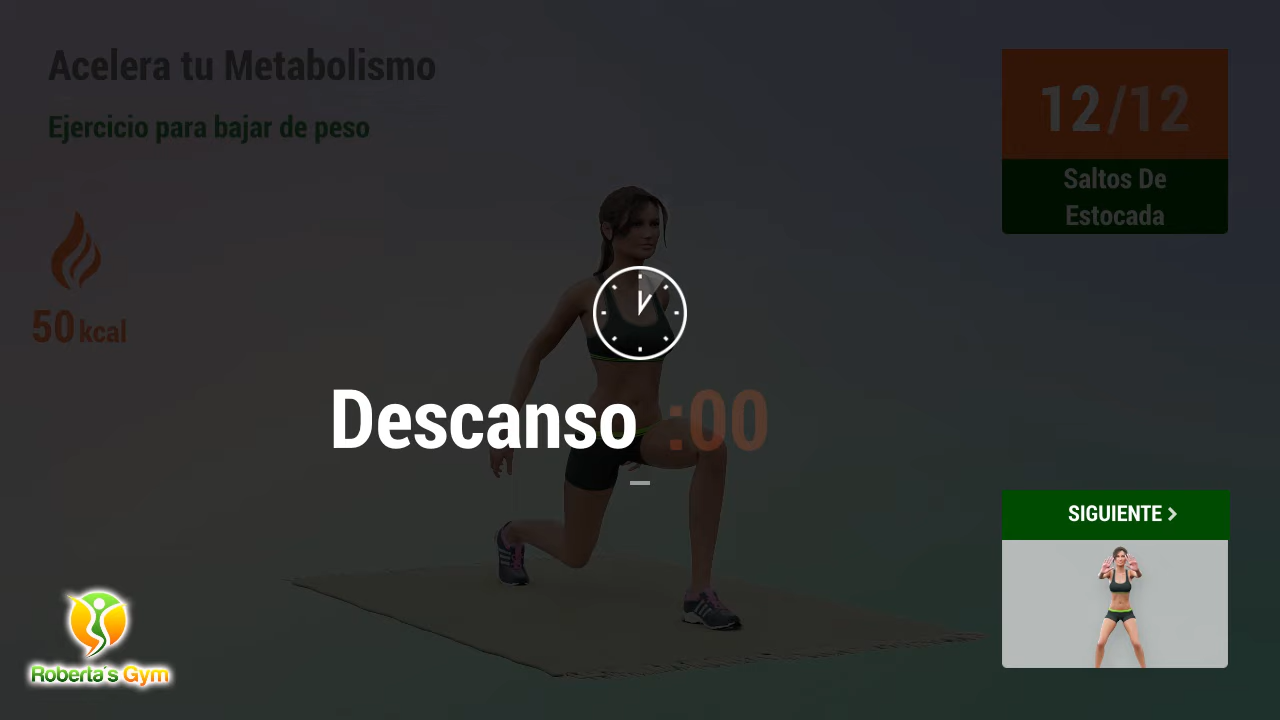 Acelera tu Metabolismo
Ejercicio para bajar de peso
12/12
Saltos De
Estocada
50 kcal
Descanso :00
SIGUIENTE >
Roberta's Gym